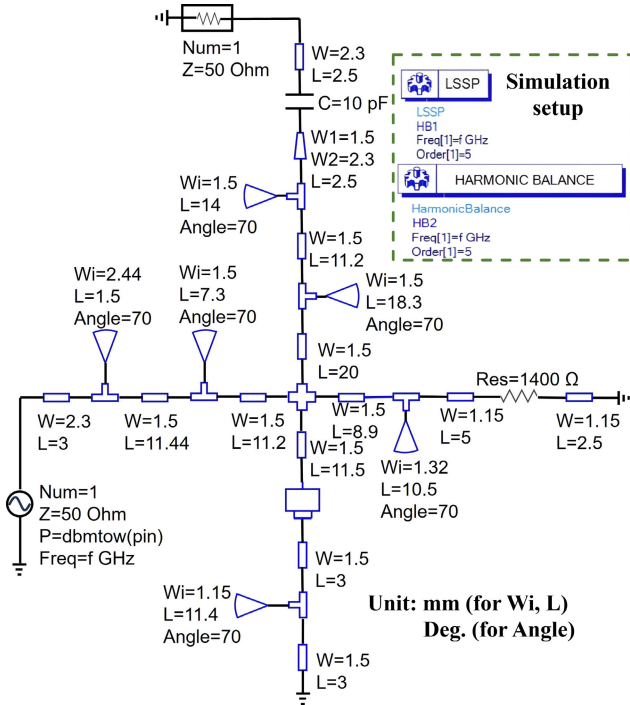 Num=1
Z=50 Ohm
W=2.3
L=2.5
C=10 pF
W1=1.5
W2=2.3
L=2.5
Wi=1.5
L=14
Angle=70
W=1.5
L=11.2
Wi=1.5
L=18.3
Angle=70
W=1.5
L=20
LSSP
Simulation
setup
LSSP
HB1
Freq[1]=f GHz
Order[1]=5
HARMONIC BALANCE
HarmonicBalance
HB2
Freq[1]=f GHz
Order[1]=5
Wi=2.44
L=1.5
Angle=70
Wi=1.5
L=7.3
Angle=70
W=2.3
L=3
W=1.5
L=11.44
W=1.5
L=11.2
W=1.5
L=8.9
W=1.15
L=5
Res=1400 Ω
W=1.15
L=2.5
W=1.5
L=11.5
Wi=1.32
L=10.5
Angle=70
Num=1
Z=50 Ohm
P=dbmtow(pin)
Freq=f GHz
W=1.5
L=3
Wi=1.15
L=11.4
Angle=70
W=1.5
L=3
Unit: mm (for Wi, L)
Deg. (for Angle)